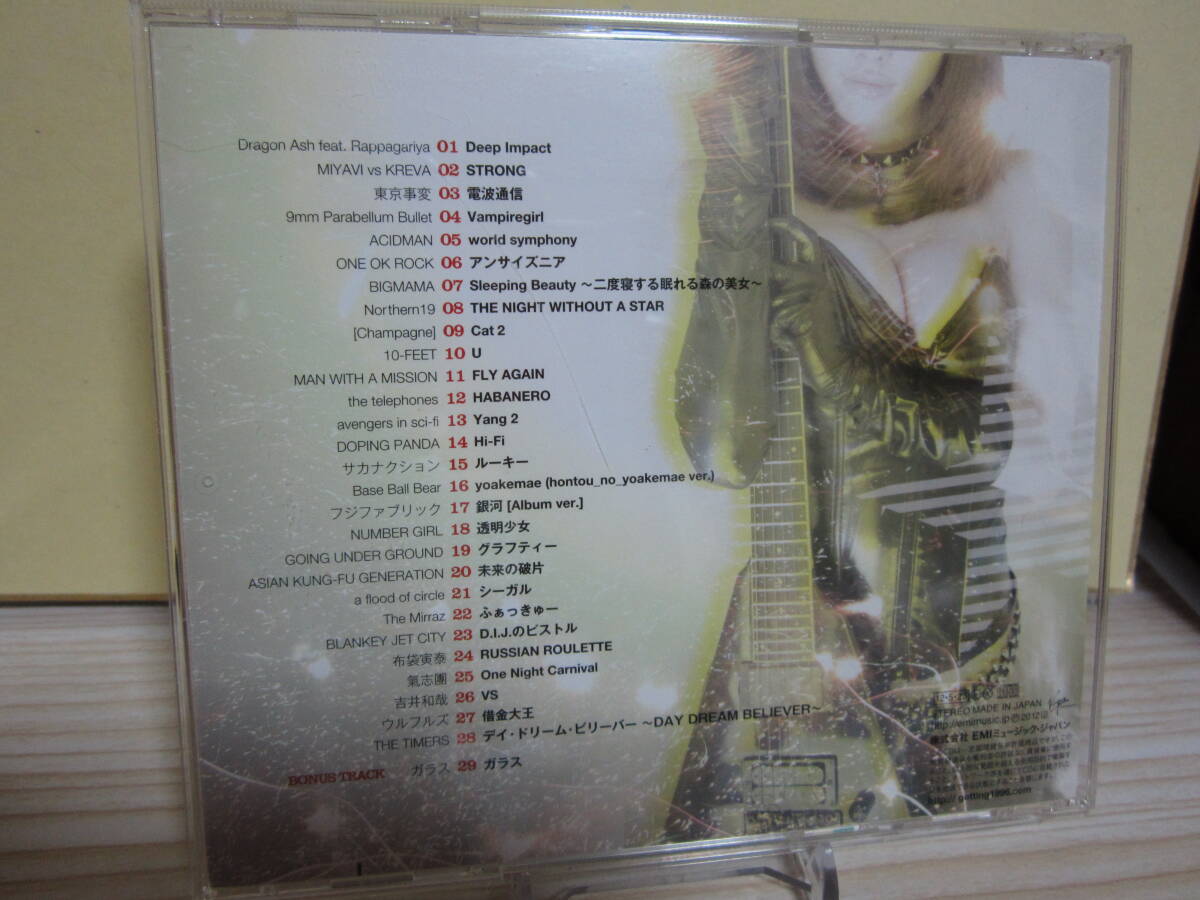 Dragon Ash feat. Rappagariya 01 Deep Impact
MIYAVI vs KREVA 02 STRONG
東京事変 03 電波通信
9mm Parabellum Bullet 04 Vampiregirl
ACIDMAN 05 world symphony
ONE OK ROCK 06 アンサイズニア
BIGMAMA 07 Sleeping Beauty 〜二度寝する眠れる森の美女〜
Northern19 08 THE NIGHT WITHOUT A STAR
[Champagne] 09 Cat 2
10-FEET 10 U
MAN WITH A MISSION 11 FLY AGAIN
the telephones 12 HABANERO
avengers in sci-fi 13 Yang 2
DOPING PANDA 14 Hi-Fi
サカナクション 15 ルーキー
Base Ball Bear 16 yoakemae (hontou_no_yoakemae ver.)
フジファブリック 17 銀河 [Album ver.]
NUMBER GIRL 18 透明少女
GOING UNDER GROUND 19 グラフティー
ASIAN KUNG-FU GENERATION 20 未来の破片
a flood of circle 21 シーガル
The Mirraz 22 ふぁっきゅー
BLANKEY JET CITY 23 D.I.J.のピストル
布袋寅泰 24 RUSSIAN ROULETTE
氣志團 25 One Night Carnival
吉井和哉 26 VS
ウルフルズ 27 借金大王
THE TIMERS 28 デイ・ドリーム・ビリーバー 〜DAY DREAM BELIEVER〜
BONUS TRACK ガラス 29 ガラス
STEREO MADE IN JAPAN
http://emimusic.jp Ⓟ2012
株式会社 EMIミュージック・ジャパン
http://getting1996.com